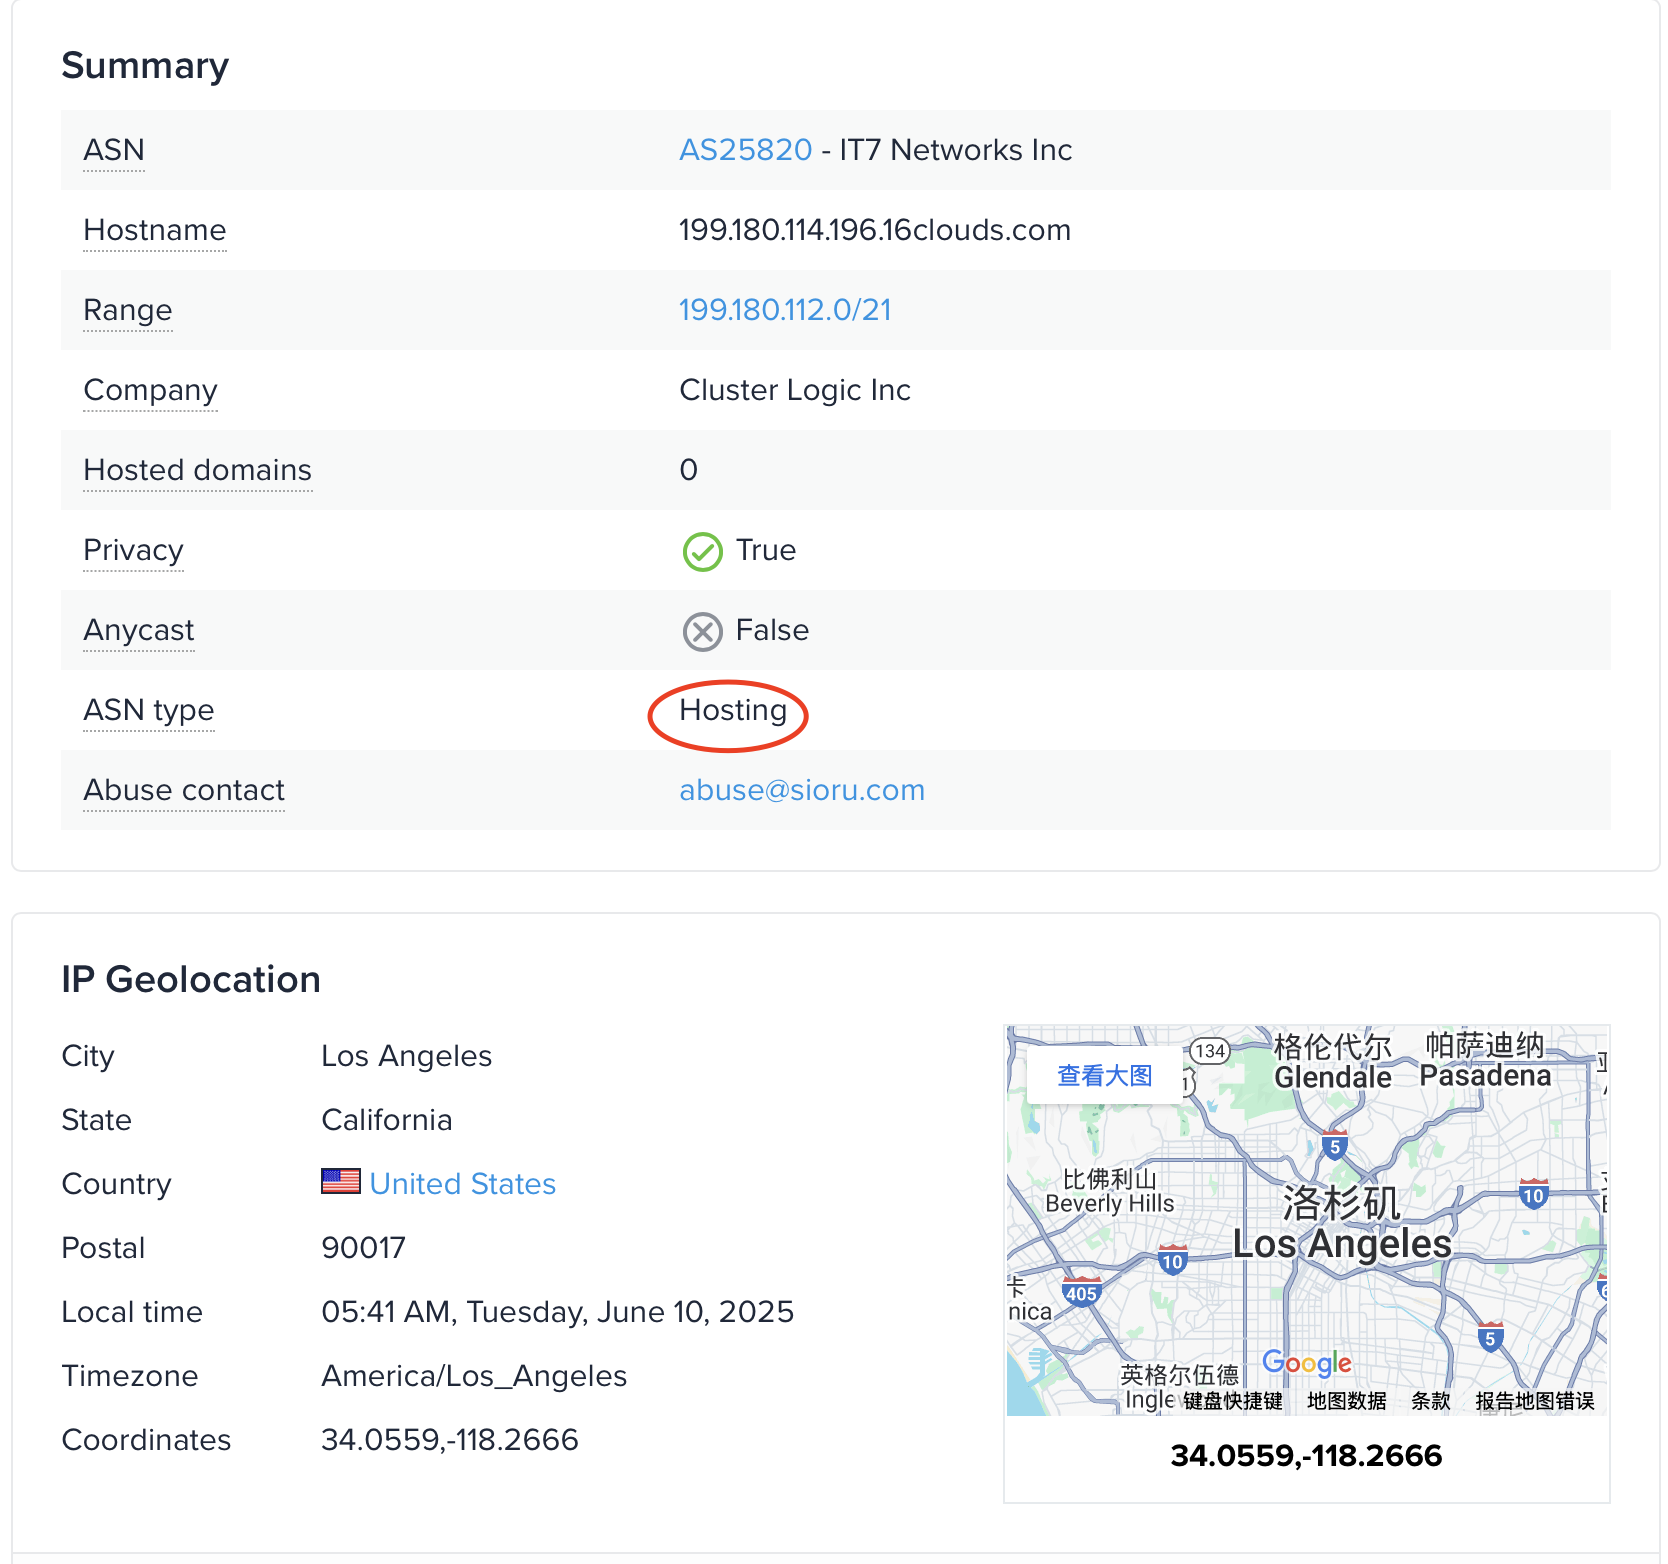 Summary
ASN AS25820 - IT7 Networks Inc
Hostname 199.180.114.196.16clouds.com
Range 199.180.112.0/21
Company Cluster Logic Inc
Hosted domains 0
Privacy True
Anycast False
ASN type Hosting
Abuse contact abuse@sioru.com
IP Geolocation
City Los Angeles
State California
Country United States
Postal 90017
Local time 05:41 AM, Tuesday, June 10, 2025
Timezone America/Los_Angeles
Coordinates 34.0559,-118.2666
查看大图
134
格伦代尔
Glendale
帕萨迪纳
Pasadena
5
比佛利山
Beverly Hills
10
洛杉矶
Los Angeles
10
405
卡
nica
5
英格尔伍德
Google
键盘快捷键 地图数据 条款 报告地图错误
34.0559,-118.2666